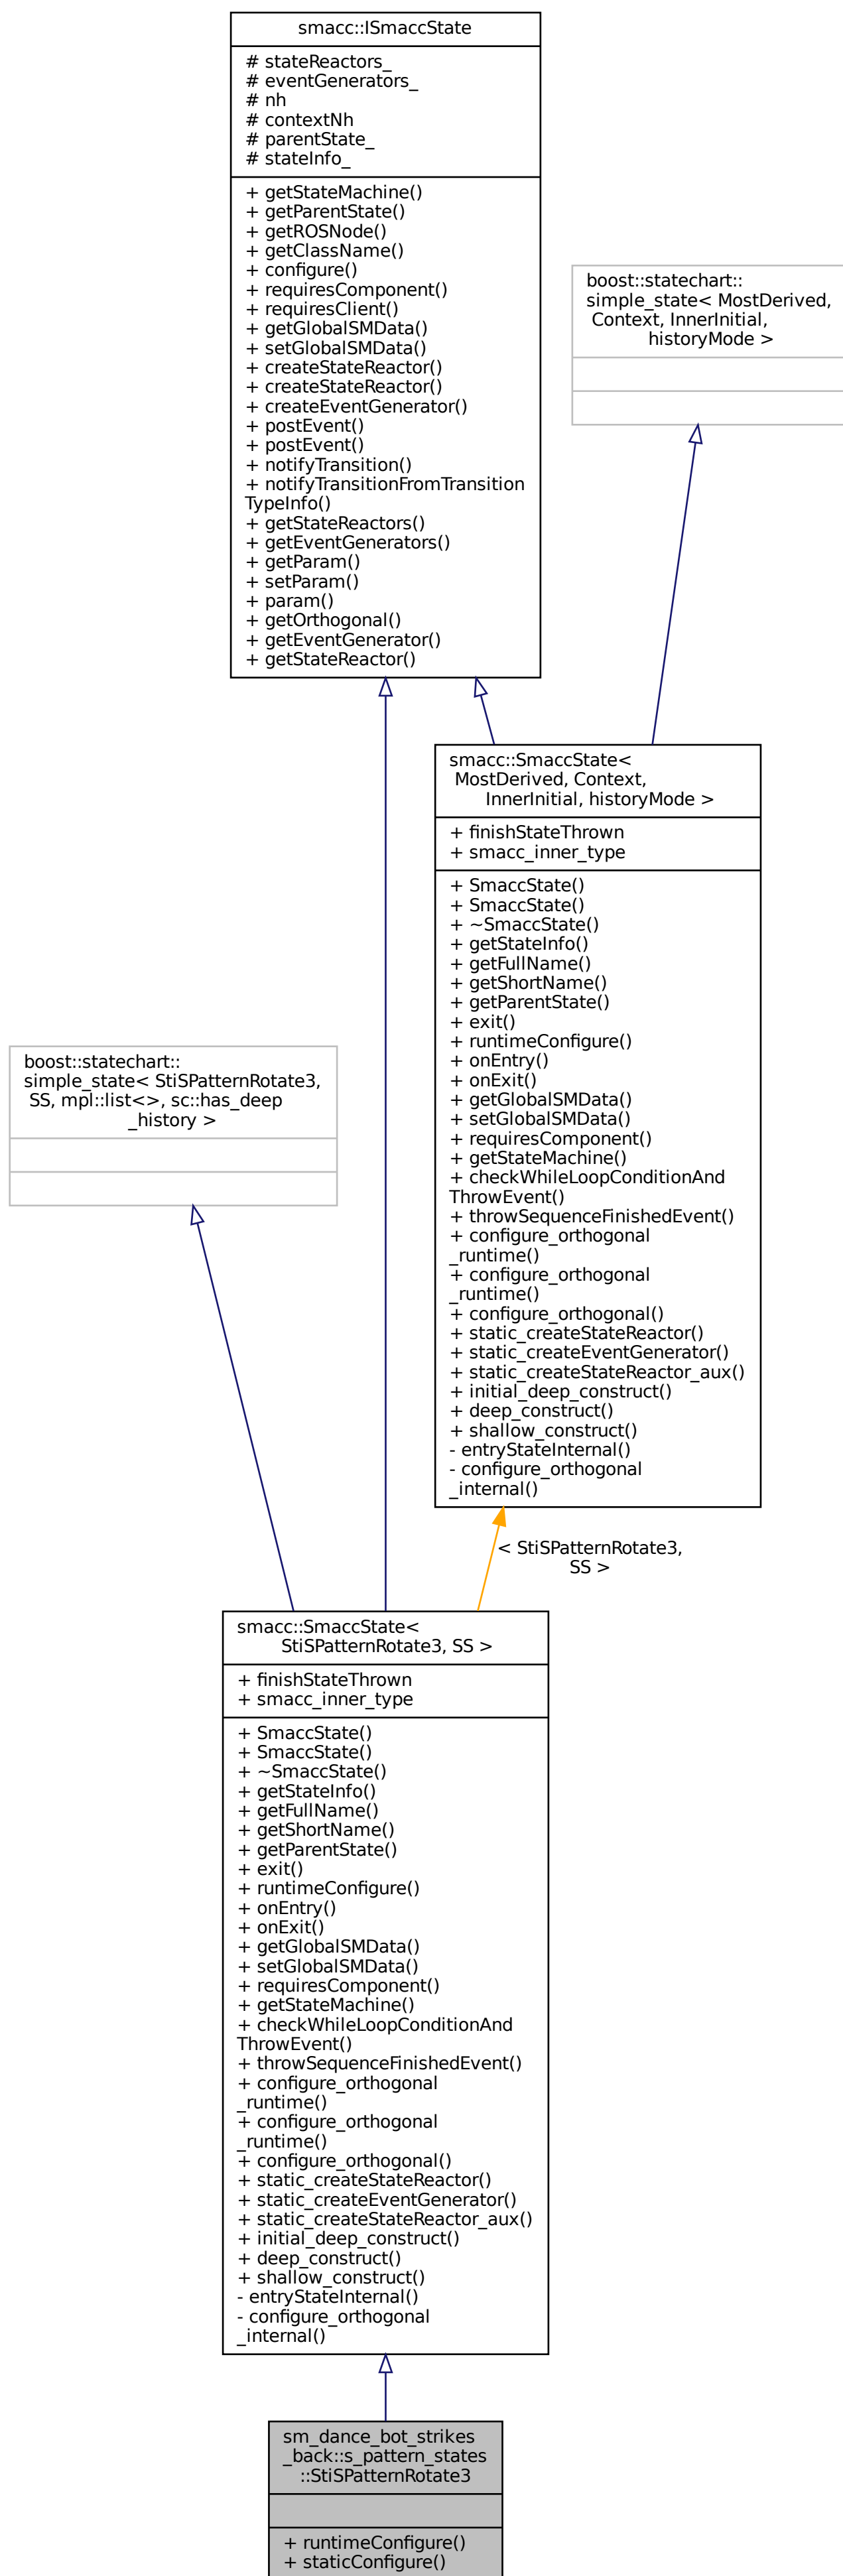 smacc::ISmaccState
# stateReactors_
# eventGenerators_
# nh
# contextNh
# parentState_
# stateInfo_
+ getStateMachine()
+ getParentState()
+ getROSNode()
+ getClassName()
+ configure()
+ requiresComponent()
+ requiresClient()
+ getGlobalSMData()
+ setGlobalSMData()
+ createStateReactor()
+ createStateReactor()
+ createEventGenerator()
+ postEvent()
+ postEvent()
+ notifyTransition()
+ notifyTransitionFromTransition
TypeInfo()
+ getStateReactors()
+ getEventGenerators()
+ getParam()
+ setParam()
+ param()
+ getOrthogonal()
+ getEventGenerator()
+ getStateReactor()
boost::statechart::
simple_state< MostDerived,
Context, InnerInitial,
historyMode >
smacc::SmaccState<
MostDerived, Context,
InnerInitial, historyMode >
+ finishStateThrown
+ smacc_inner_type
+ SmaccState()
+ SmaccState()
+ ~SmaccState()
+ getStateInfo()
+ getFullName()
+ getShortName()
+ getParentState()
+ exit()
+ runtimeConfigure()
+ onEntry()
+ onExit()
+ getGlobalSMData()
+ setGlobalSMData()
+ requiresComponent()
+ getStateMachine()
+ checkWhileLoopConditionAnd
ThrowEvent()
+ throwSequenceFinishedEvent()
+ configure_orthogonal
_runtime()
+ configure_orthogonal
_runtime()
+ configure_orthogonal()
+ static_createStateReactor()
+ static_createEventGenerator()
+ static_createStateReactor_aux()
+ initial_deep_construct()
+ deep_construct()
+ shallow_construct()
- entryStateInternal()
- configure_orthogonal
_internal()
boost::statechart::
simple_state< StiSPatternRotate3,
SS, mpl::list<>, sc::has_deep
_history >
< StiSPatternRotate3,
SS >
smacc::SmaccState<
StiSPatternRotate3, SS >
+ finishStateThrown
+ smacc_inner_type
+ SmaccState()
+ SmaccState()
+ ~SmaccState()
+ getStateInfo()
+ getFullName()
+ getShortName()
+ getParentState()
+ exit()
+ runtimeConfigure()
+ onEntry()
+ onExit()
+ getGlobalSMData()
+ setGlobalSMData()
+ requiresComponent()
+ getStateMachine()
+ checkWhileLoopConditionAnd
ThrowEvent()
+ throwSequenceFinishedEvent()
+ configure_orthogonal
_runtime()
+ configure_orthogonal
_runtime()
+ configure_orthogonal()
+ static_createStateReactor()
+ static_createEventGenerator()
+ static_createStateReactor_aux()
+ initial_deep_construct()
+ deep_construct()
+ shallow_construct()
- entryStateInternal()
- configure_orthogonal
_internal()
sm_dance_bot_strikes
_back::s_pattern_states
::StiSPatternRotate3
+ runtimeConfigure()
+ staticConfigure()